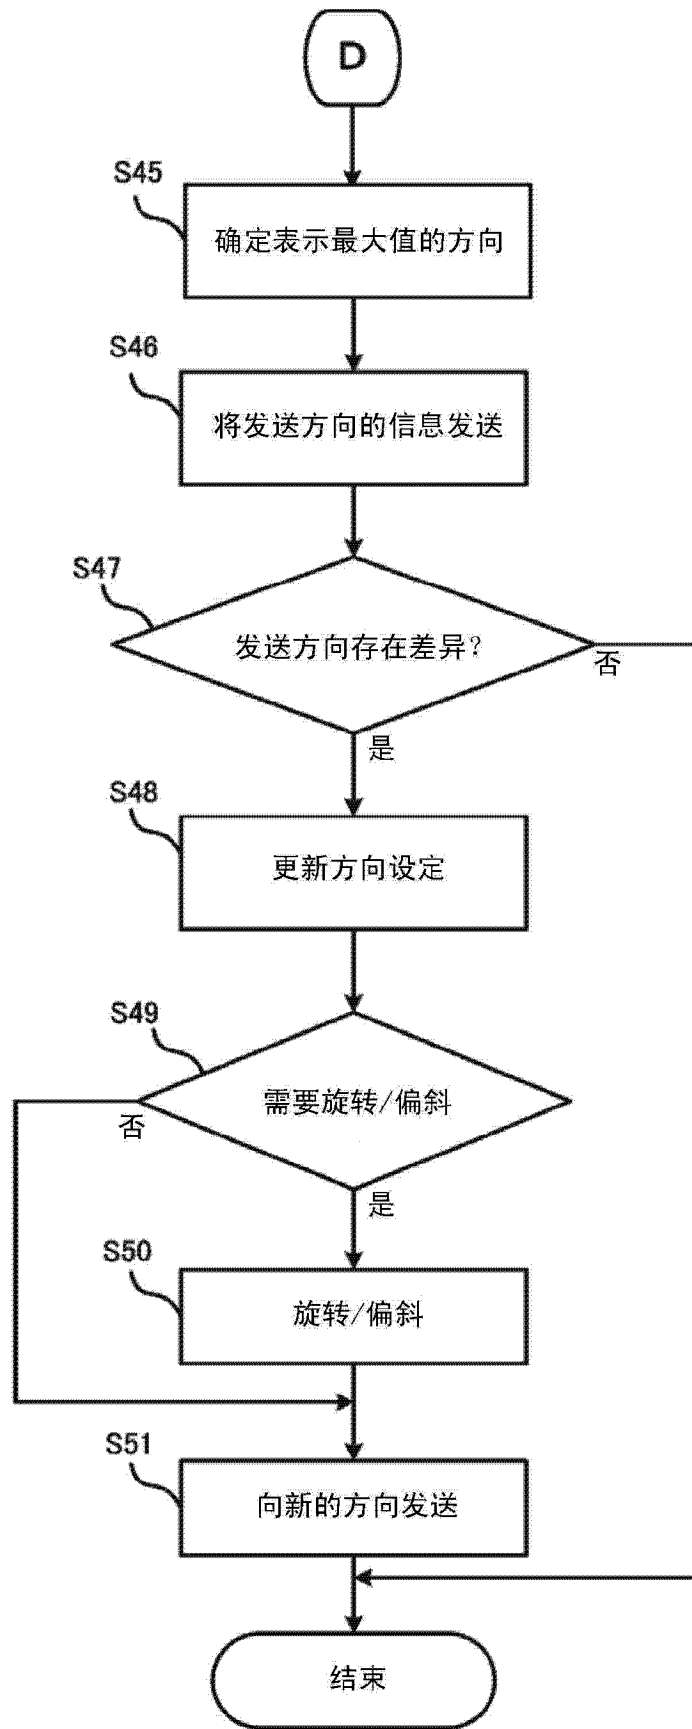 D
S45
确定表示最大值的方向
S46
将发送方向的信息发送
S47
发送方向存在差异?
否
是
S48
更新方向设定
S49
需要旋转/偏斜
否
是
S50
旋转/偏斜
S51
向新的方向发送
结束